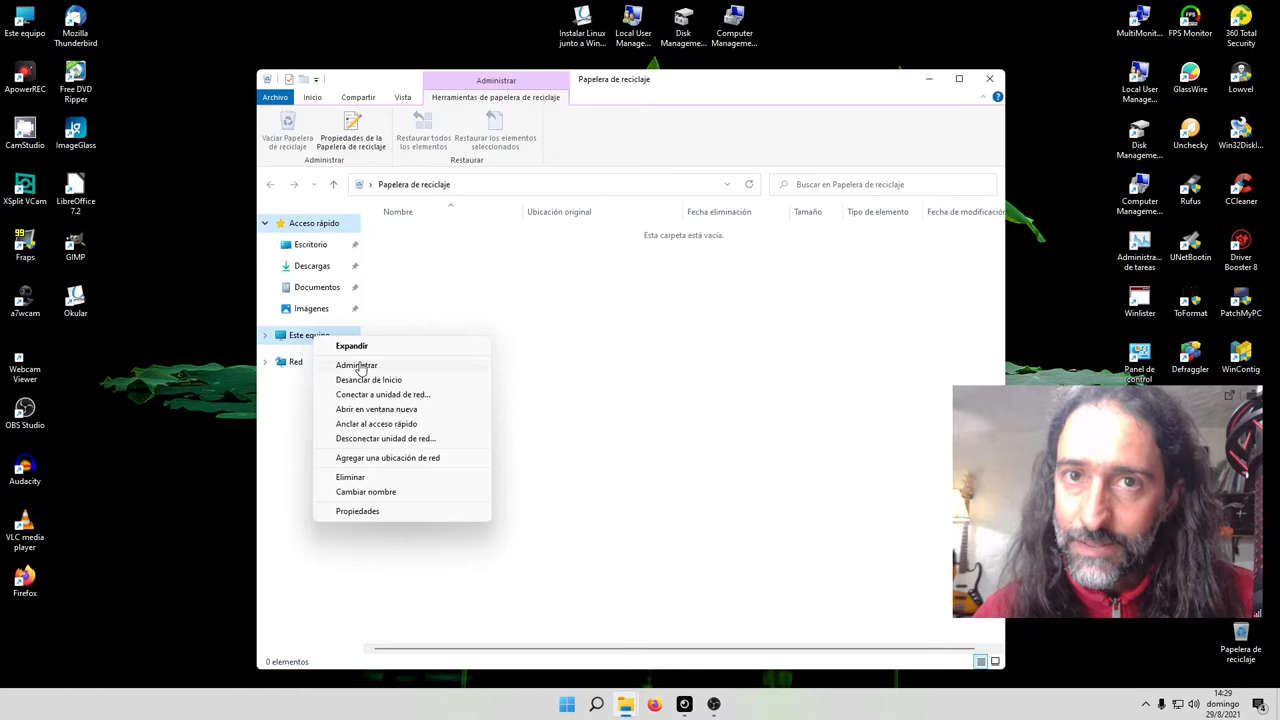 Este equipo
Mozilla
Thunderbird
ApowerREC
Free DVD
Ripper
CamStudio
ImageGlass
XSplit VCam
LibreOffice
7.2
99
Fraps
GIMP
a7wcam
Okular
Webcam
Viewer
OBS Studio
Audacity
VLC media
player
Firefox
Instalar Linux
junto a Win...
Local User
Manage...
Disk
Manageme...
Computer
Manageme...
MultiMonit...
FPS
FPS Monitor
360 Total
Security
Local User
Manage...
GlassWire
Lowvel
Disk
Manageme...
Unchecky
Win32DiskI...
Computer
Manageme...
Rufus
CCleaner
Administra...
de tareas
UNetBootin
Driver
Booster 8
Winlister
ToFormat
PatchMyPC
Panel de
control
Defraggler
WinContig
Papelera de
reciclaje
Administrar
Papelera de reciclaje
Archivo
Inicio
Compartir
Vista
Herramientas de papelera de reciclaje
Vaciar Papelera
de reciclaje
Propiedades de la
Papelera de reciclaje
Administrar
Restaurar todos
los elementos
Restaurar los elementos
seleccionados
Restaurar
Papelera de reciclaje
Buscar en Papelera de reciclaje
Nombre
Ubicación original
Fecha eliminación
Tamaño
Tipo de elemento
Fecha de modificación
Esta carpeta está vacía.
Acceso rápido
Escritorio
Descargas
Documentos
Imágenes
Este equipo
Red
Expandir
Administrar
Desanclar de Inicio
Conectar a unidad de red...
Abrir en ventana nueva
Anclar al acceso rápido
Desconectar unidad de red...
Agregar una ubicación de red
Eliminar
Cambiar nombre
Propiedades
0 elementos
14:29
domingo
29/8/2021
4